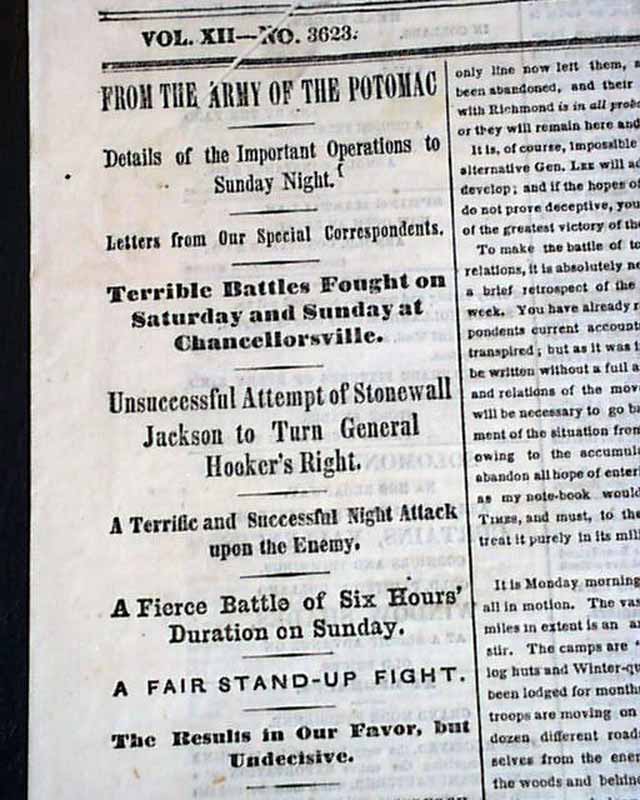 VOL. XII—NO. 3623.
FROM THE ARMY OF THE POTOMAC
Details of the Important Operations to
Sunday Night.
Letters from Our Special Correspondents.
Terrible Battles Fought on
Saturday and Sunday at
Chancellorsville.
Unsuccessful Attempt of Stonewall
Jackson to Turn General
Hooker's Right.
A Terrific and Successful Night Attack
upon the Enemy.
A Fierce Battle of Six Hours'
Duration on Sunday.
A FAIR STAND-UP FIGHT.
The Results in Our Favor, but
Undecisive.
only line now left them,
been abandoned, and their
with Richmond is in all
or they will remain here and
It is, of course, impossible
alternative Gen. LEE will
develop; and if the hopes of
do not prove deceptive, you
of the greatest victory of
To make the battle of
relations, it is absolutely
a brief retrospect of the
week. You have already
pondents current
transpired; but as it was
be written without a full
and relations of the
will be necessary to go
ment of the situation
owing to the
abandon all hope of
as my note-book would
TIMES, and must, to the
treat it purely in its
It is Monday morning
all in motion. The
miles in extent is an
stir. The camps are
log huts and
been lodged for
troops are moving on
dozen different
selves from the
the woods and